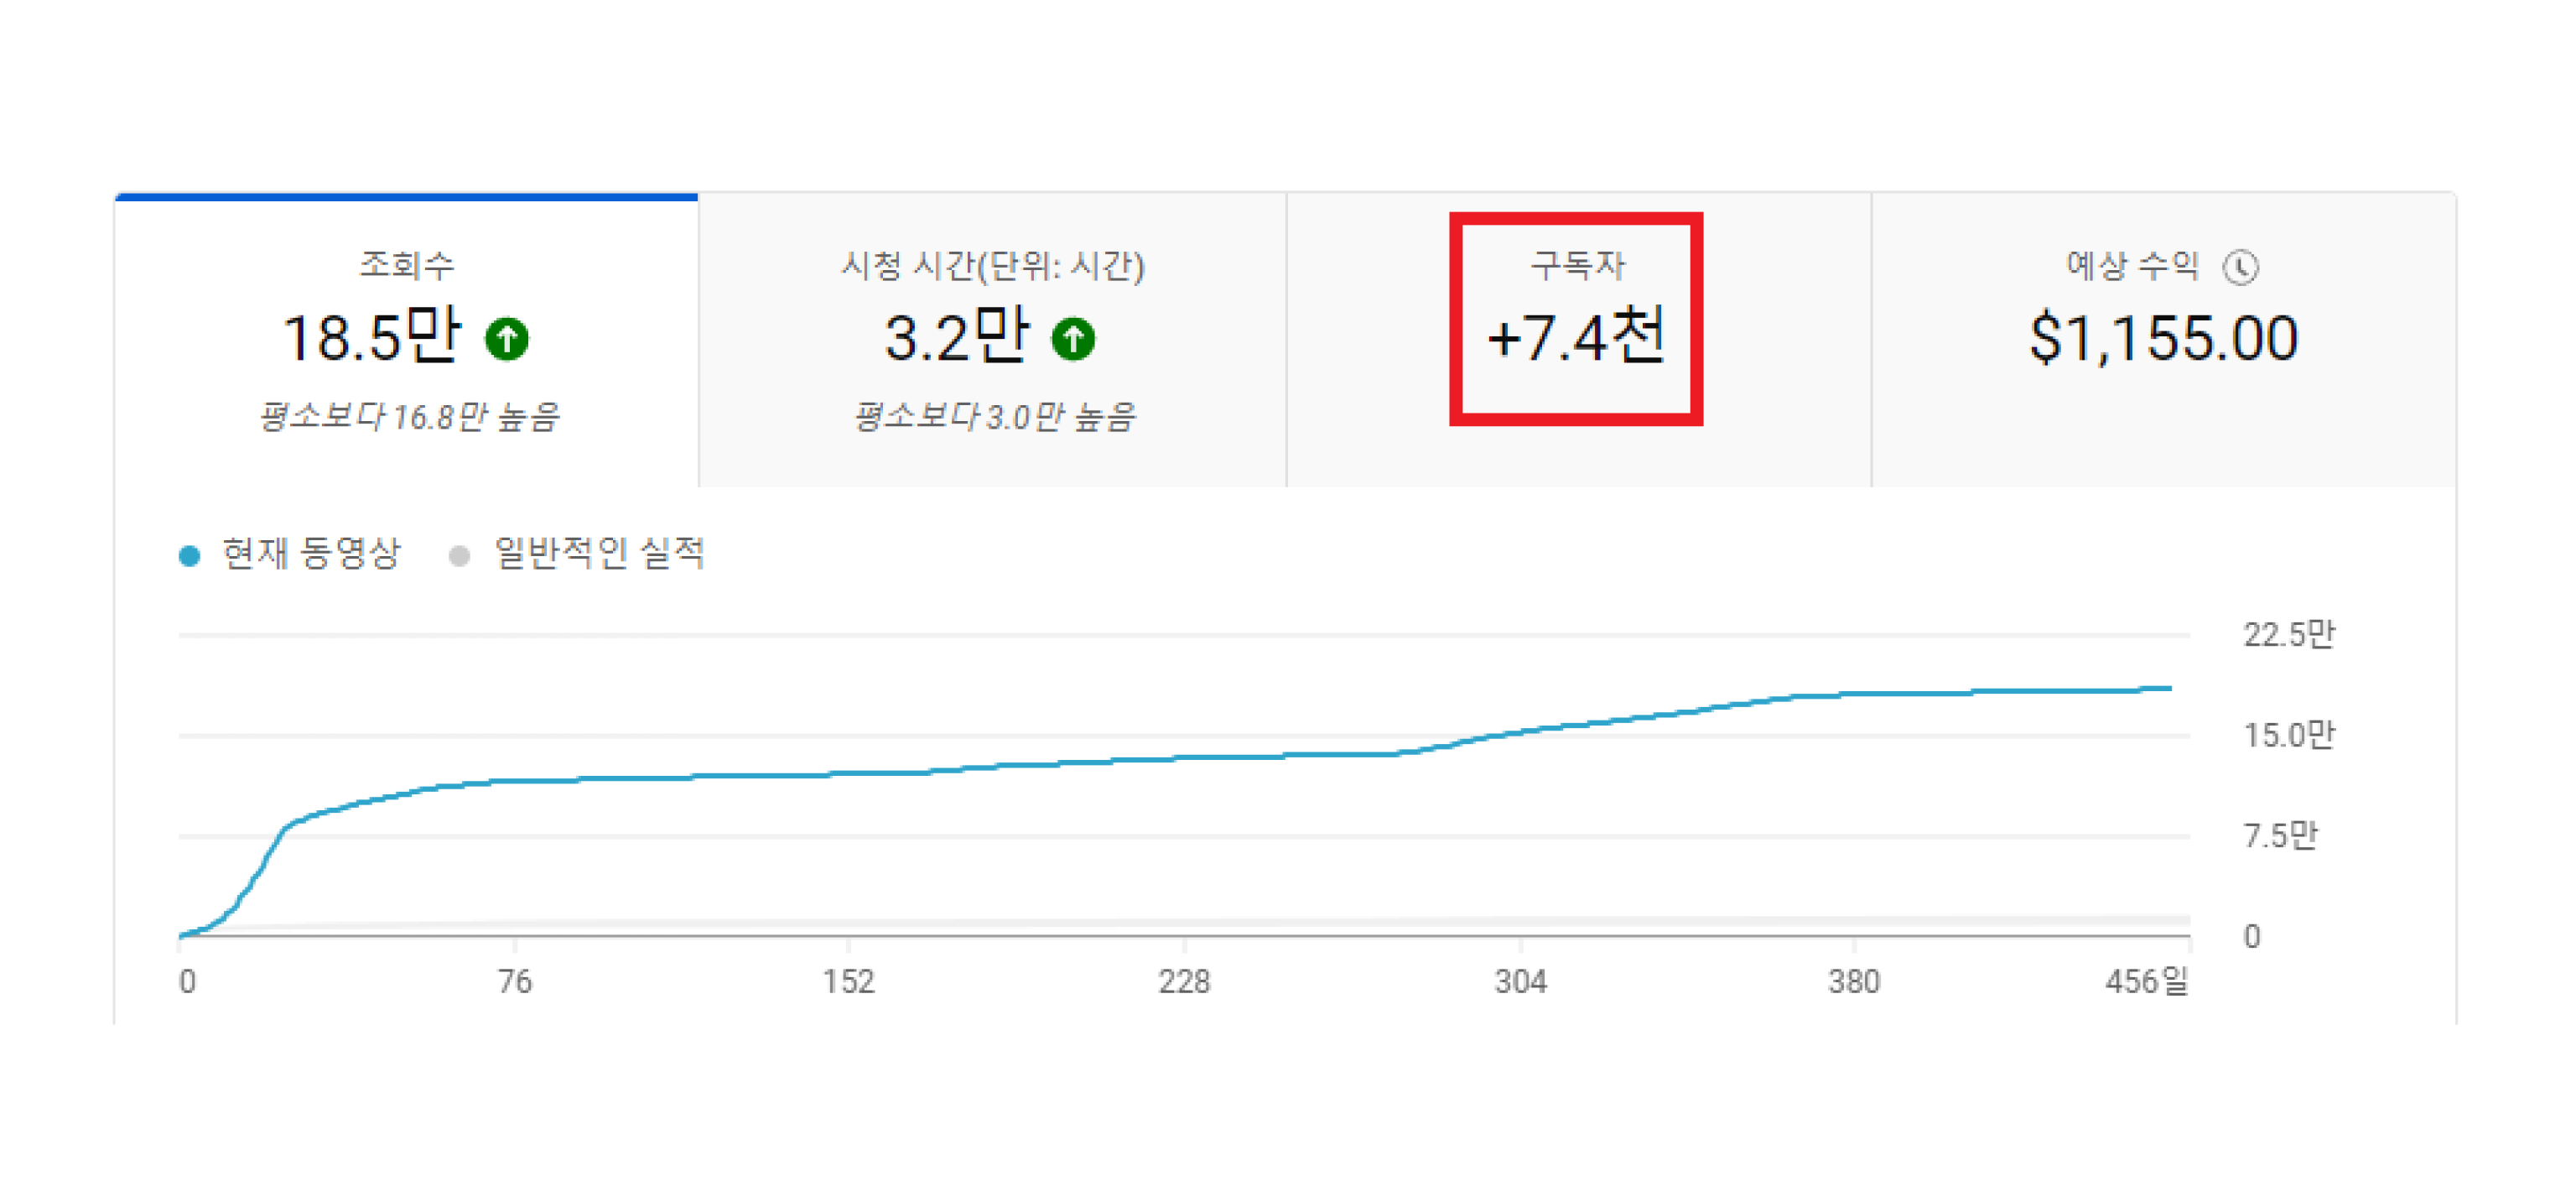 조회수
18.5만
평소보다 16.8만 높음
시청 시간(단위: 시간)
3.2만
평소보다 3.0만 높음
구독자
+7.4천
예상 수익
$1,155.00
현재 동영상
일반적인 실적
22.5만
15.0만
7.5만
0
0 76 152 228 304 380 456일